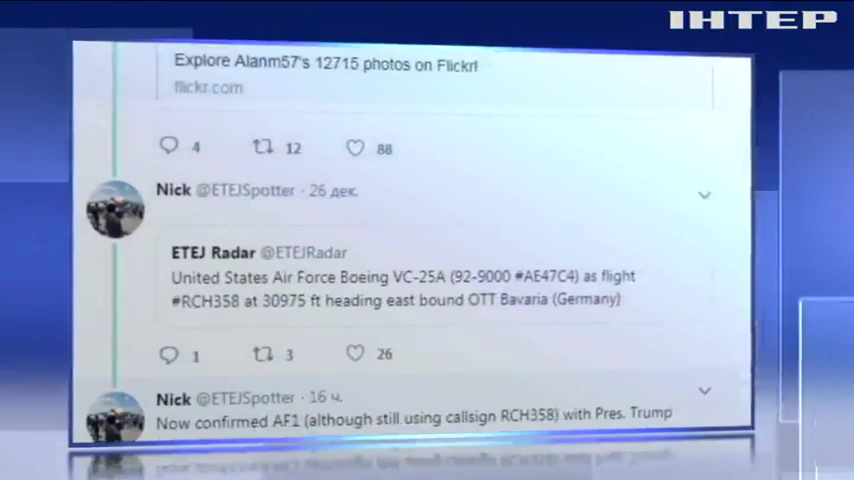 ІНТЕР
Explore Alanm57's 12715 photos on Flickr!
flickr.com
4 12 88
Nick @ETEJSpotter · 26 дек.
ETEJ Radar @ETEJRadar
United States Air Force Boeing VC-25A (92-9000 #AE47C4) as flight
#RCH358 at 30975 ft heading east bound OTT Bavaria (Germany)
1 3 26
Nick @ETEJSpotter · 16 ч.
Now confirmed AF1 (although still using callsign RCH358) with Pres. Trump